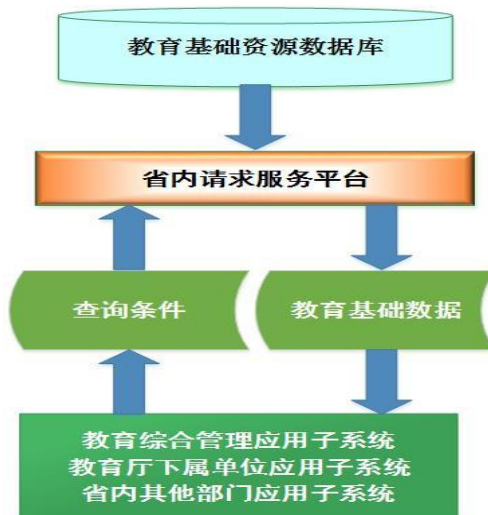 教育基础资源数据库
省内请求服务平台
查询条件
教育基础数据
教育综合管理应用子系统
教育厅下属单位应用子系统
省内其他部门应用子系统